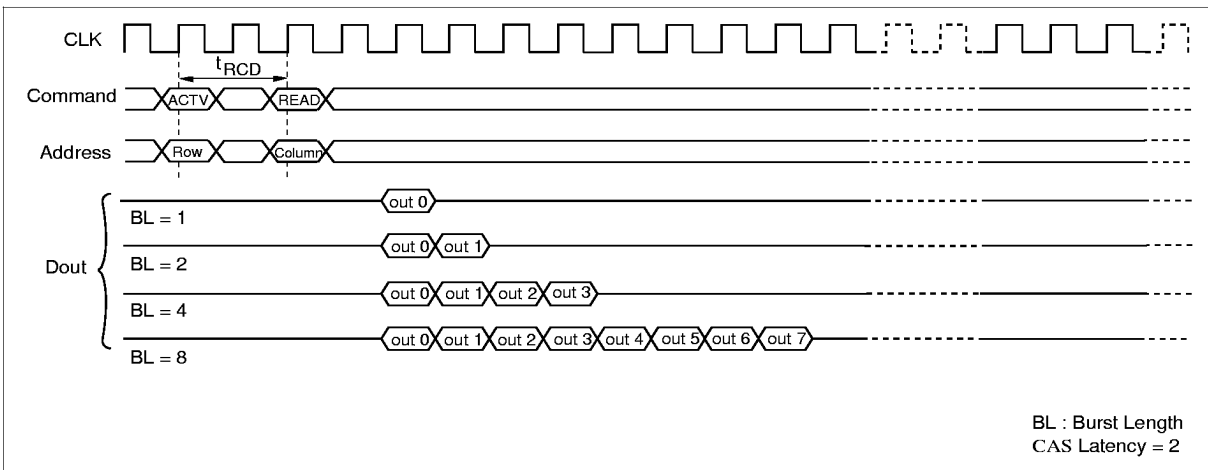 CLK
tRCD
Command ACTV READ
Address Row Column
Dout
out 0
BL = 1
out 0 out 1
BL = 2
out 0 out 1 out 2 out 3
BL = 4
out 0 out 1 out 2 out 3 out 4 out 5 out 6 out 7
BL = 8
BL : Burst Length
CAS Latency = 2